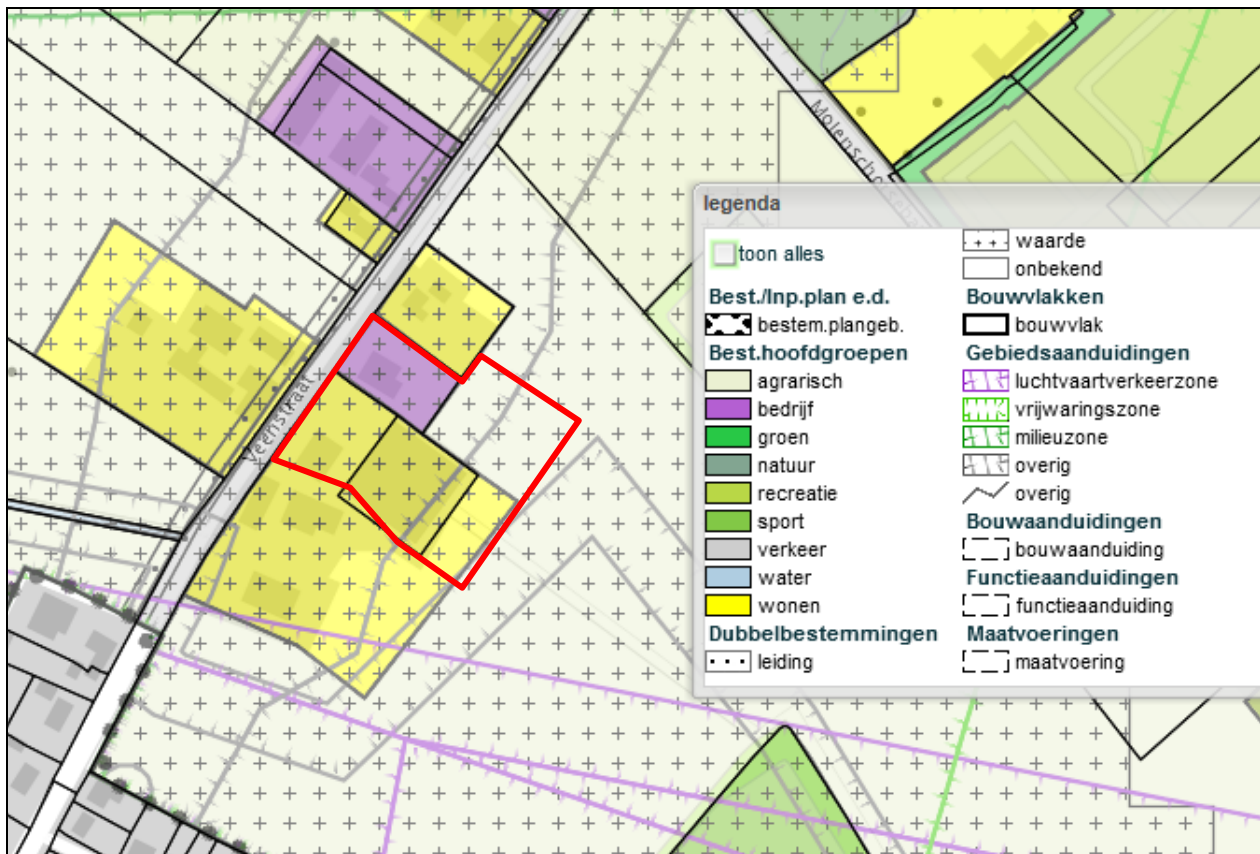 Molenscho
Veenstraat
legenda
toon alles
Best./Inp.plan e.d.
bestem.plangeb.
Best.hoofdgroepen
agrarisch
bedrijf
groen
natuur
recreatie
sport
verkeer
water
wonen
Dubbelbestemmingen
leiding
waarde
onbekend
Bouwvlakken
bouwvlak
Gebiedsaanduidingen
luchtvaartverkeerzone
vrijwaringszone
milieuzone
overig
overig
Bouwaanduidingen
bouwaanduiding
Functieaanduidingen
functieaanduiding
Maatvoeringen
maatvoering